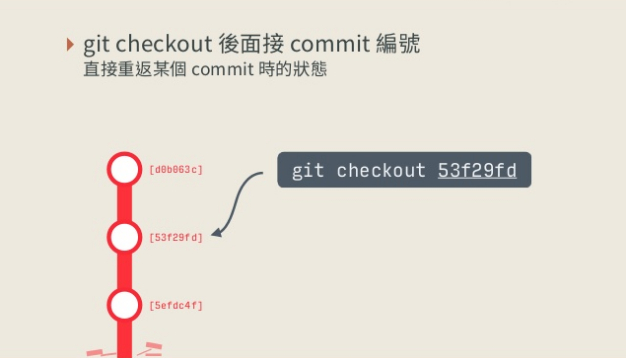 git checkout 後面接 commit 編號
直接重返某個 commit 時的狀態
[d0b063c]
git checkout 53f29fd
[53f29fd]
[5efdc4f]